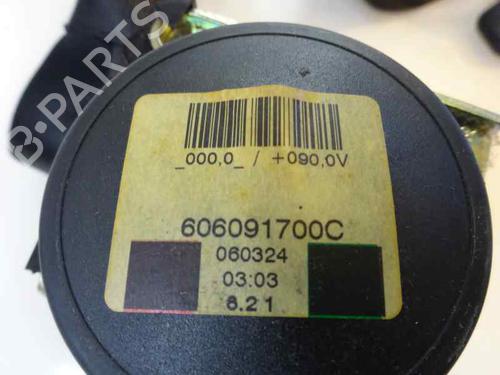 B-PARTS
_000,0_ / +090,0V
606091700C
060324
03:03
6.21